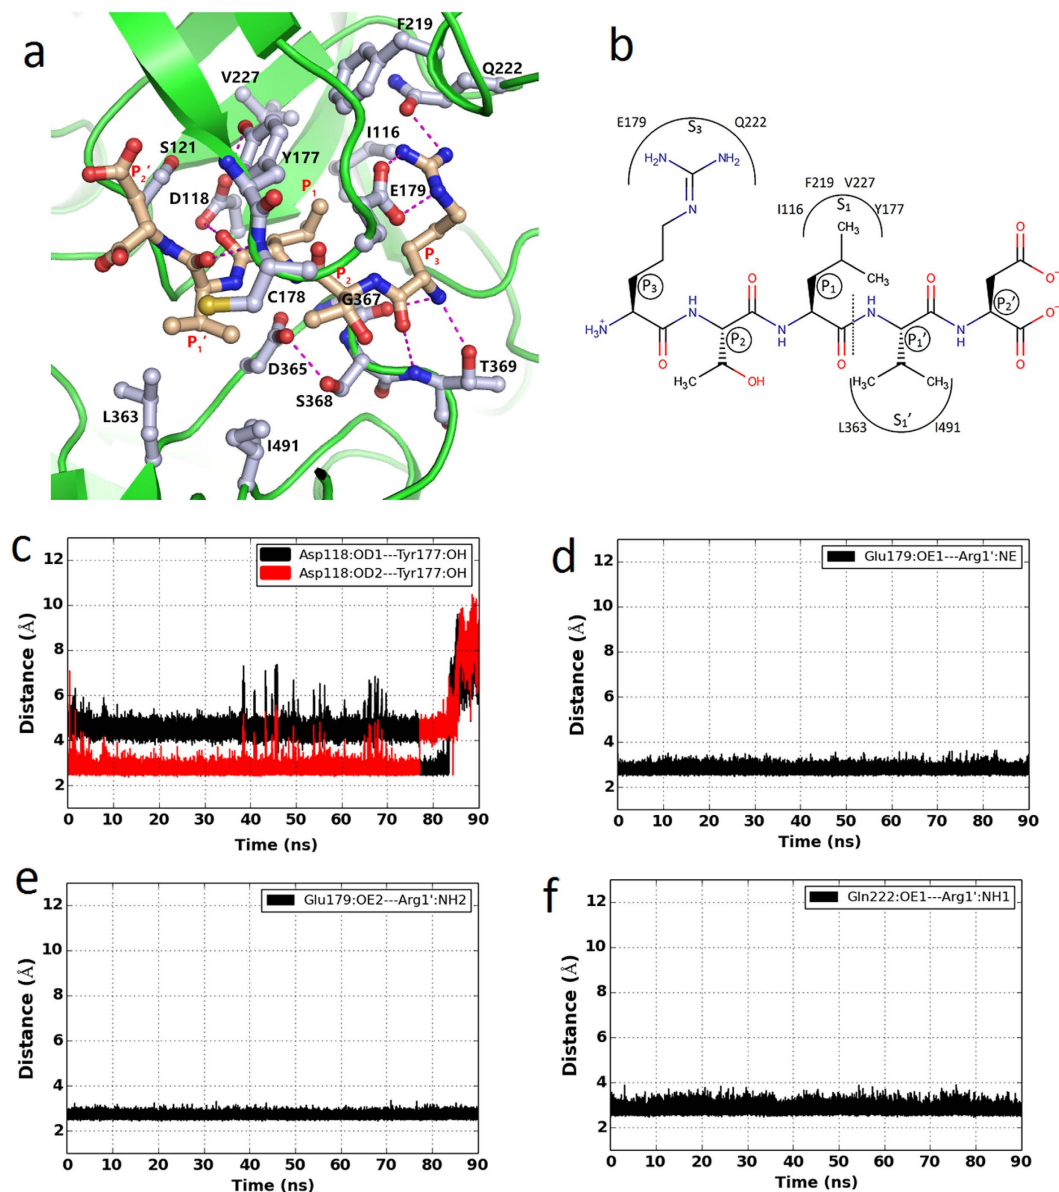 a
F219
Q222
V227
I116
S121
Y177
P2'
P1
E179
D118
P3
P2
C178
G367
P1'
D365
T369
S368
L363
I491
b
E179
S3
Q222
H2N
NH2
N
F219 V227
I116
S1
Y177
CH3
CH3
O
O-
P3
P1
P2'
O
O-
H3N+
N
H
N
H
N
H
N
H
O
O
O
O
P2
P1'
O
H3C
OH
H3C
CH3
S1'
L363
I491
c
Asp118:OD1---Tyr177:OH
Asp118:OD2---Tyr177:OH
Distance (Å)
12
10
8
6
4
2
0 10 20 30 40 50 60 70 80 90
Time (ns)
d
Glu179:OE1---Arg1':NE
Distance (Å)
12
10
8
6
4
2
0 10 20 30 40 50 60 70 80 90
Time (ns)
e
Glu179:OE2---Arg1':NH2
Distance (Å)
12
10
8
6
4
2
0 10 20 30 40 50 60 70 80 90
Time (ns)
f
Gln222:OE1---Arg1':NH1
Distance (Å)
12
10
8
6
4
2
0 10 20 30 40 50 60 70 80 90
Time (ns)